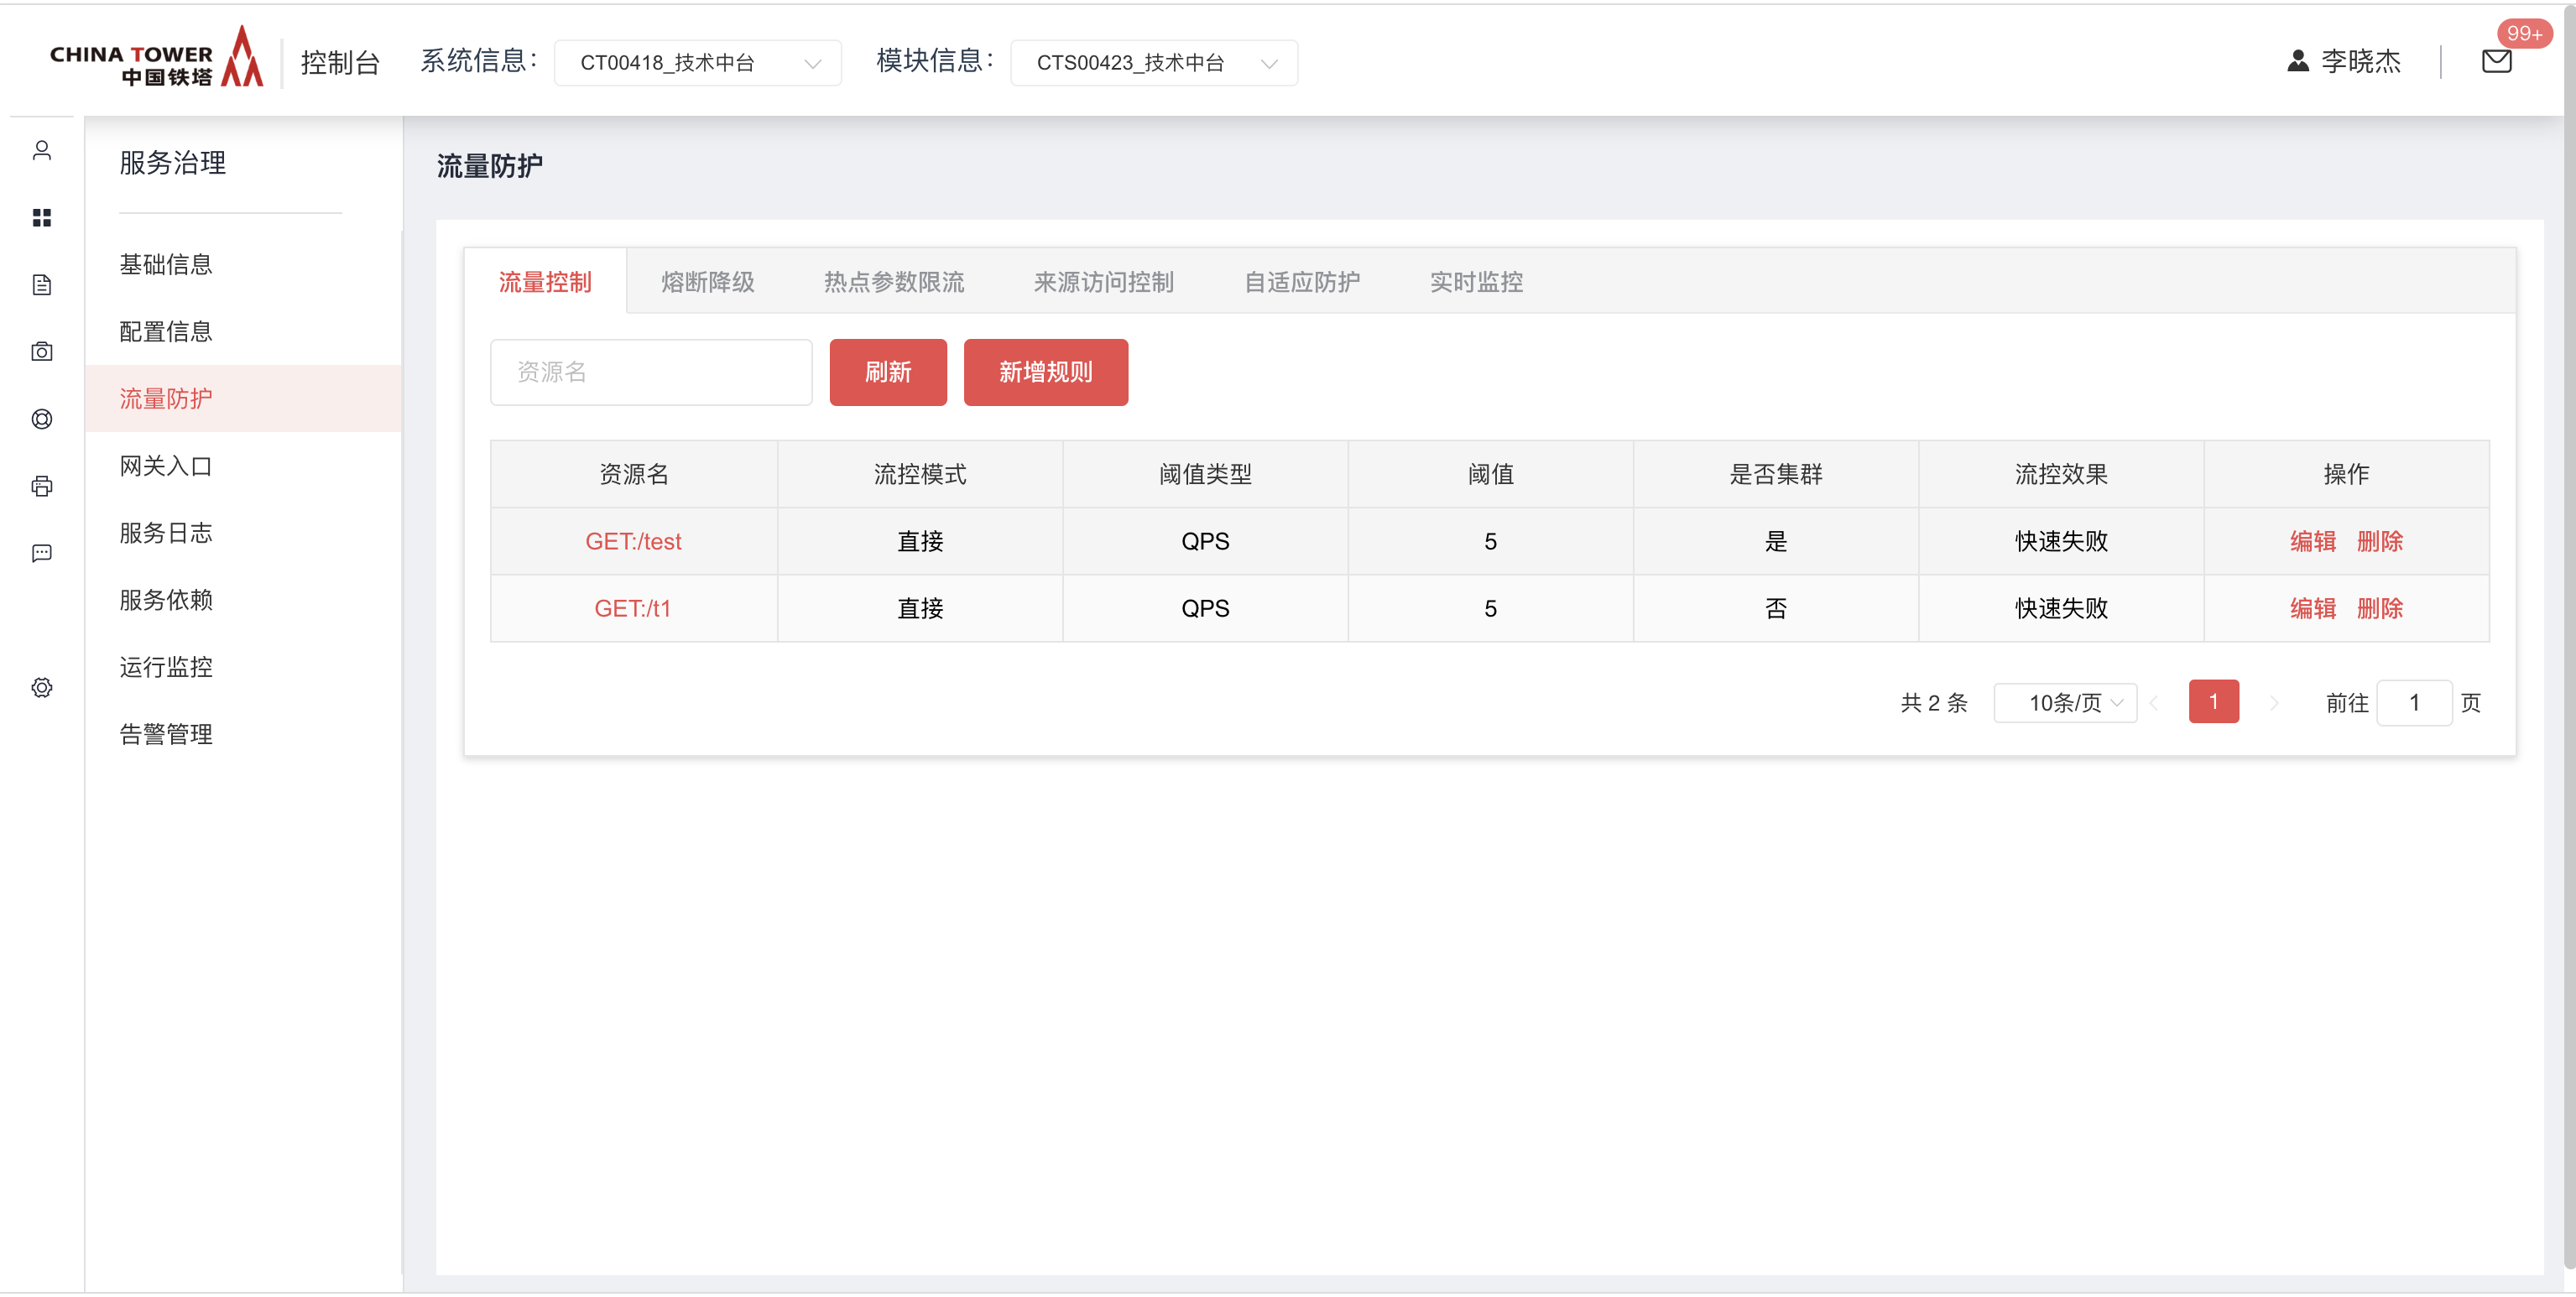 CHINA TOWER
中国铁塔
控制台 系统信息： CT00418_技术中台 模块信息： CTS00423_技术中台 李晓杰 99+
服务治理
基础信息
配置信息
流量防护
网关入口
服务日志
服务依赖
运行监控
告警管理
流量防护
流量控制 熔断降级 热点参数限流 来源访问控制 自适应防护 实时监控
资源名 刷新 新增规则
资源名 流控模式 阈值类型 阈值 是否集群 流控效果 操作
GET:/test 直接 QPS 5 是 快速失败 编辑 删除
GET:/t1 直接 QPS 5 否 快速失败 编辑 删除
共 2 条 10条/页 1 前往 1 页